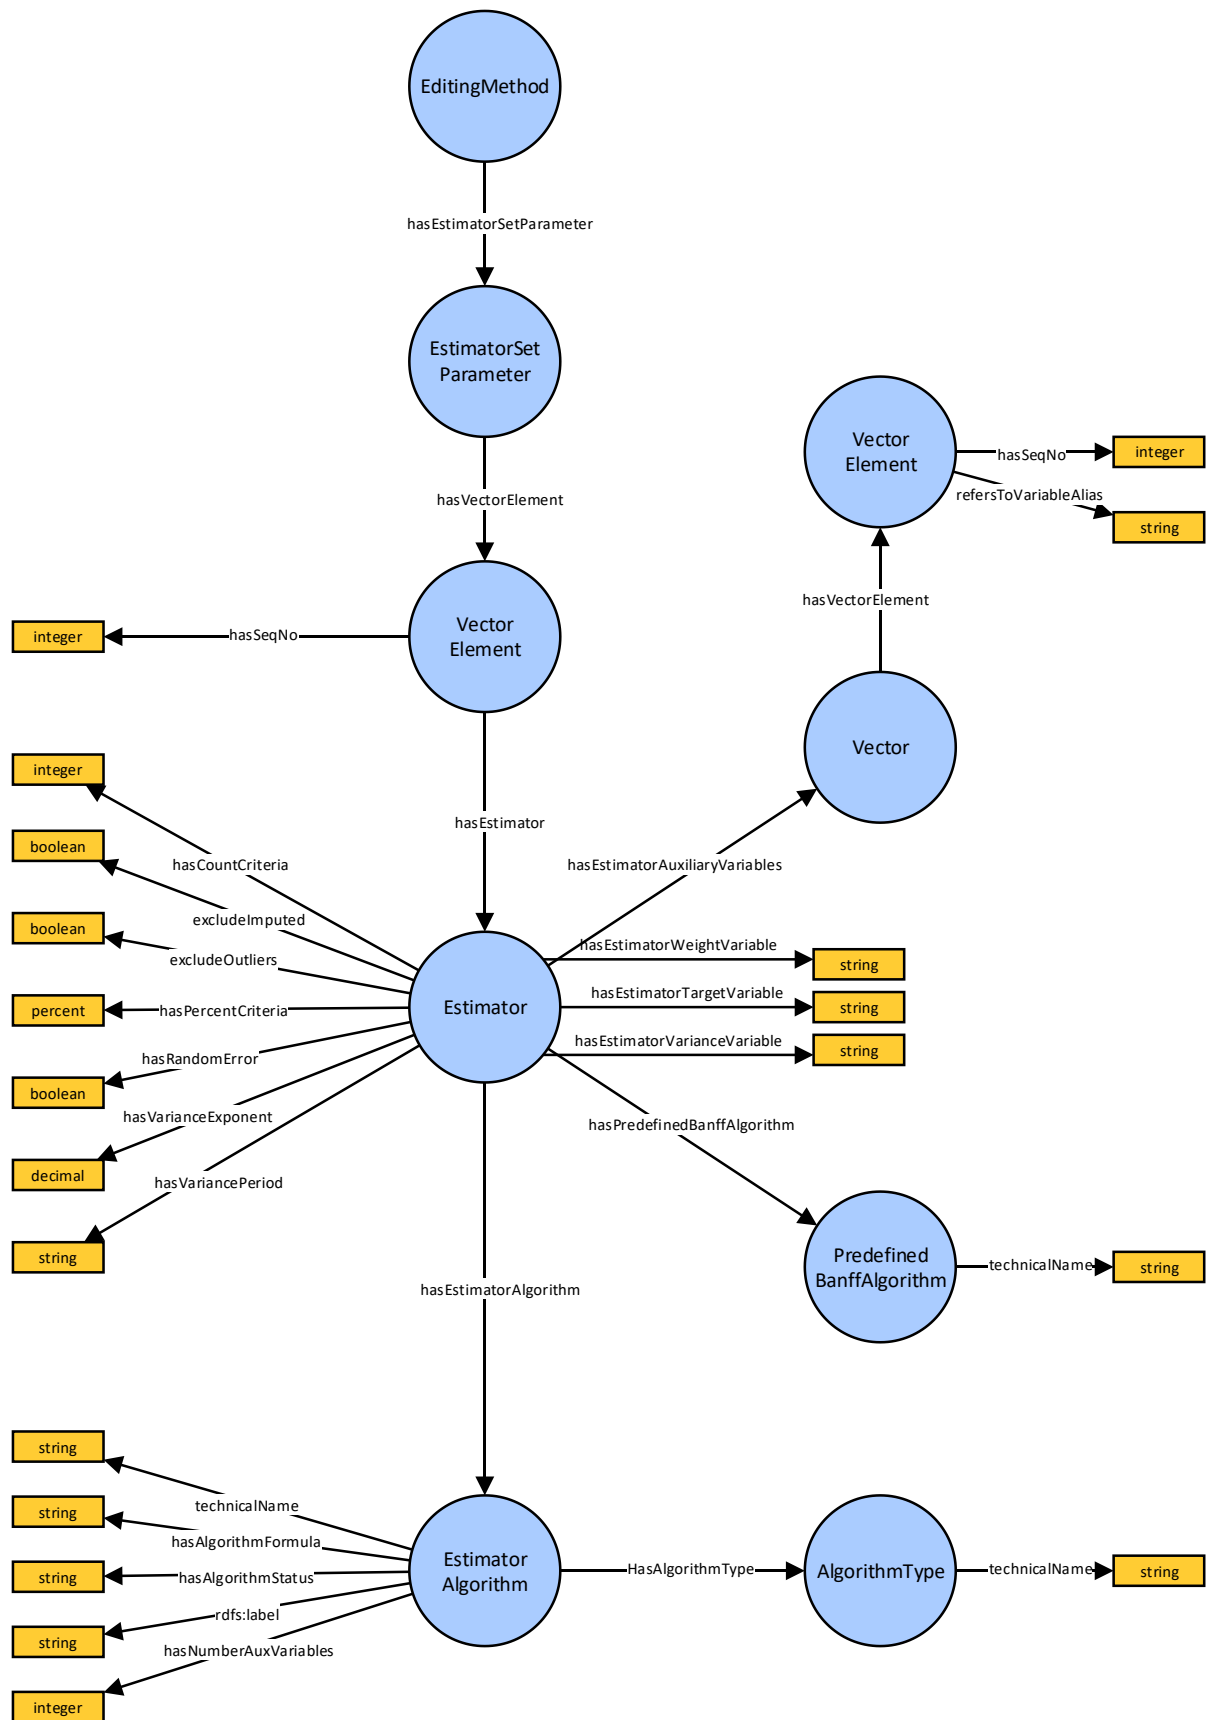 EditingMethod
hasEstimatorSetParameter
EstimatorSet
Parameter
Vector
Element
hasSeqNo
integer
refersToVariableAlias
string
hasVectorElement
hasVectorElement
Vector
Element
hasSeqNo
integer
Vector
integer
hasEstimator
boolean
hasCountCriteria
hasEstimatorAuxiliaryVariables
excludeImputed
boolean
excludeOutliers
hasEstimatorWeightVariable
string
percent
hasPercentCriteria
Estimator
hasEstimatorTargetVariable
string
hasEstimatorVarianceVariable
string
hasRandomError
boolean
hasVarianceExponent
hasPredefinedBanffAlgorithm
decimal
hasVariancePeriod
string
Predefined
BanffAlgorithm
technicalName
string
hasEstimatorAlgorithm
string
technicalName
string
hasAlgorithmFormula
hasAlgorithmStatus
string
Estimator
Algorithm
HasAlgorithmType
AlgorithmType
technicalName
string
rdfs:label
string
hasNumberAuxVariables
integer